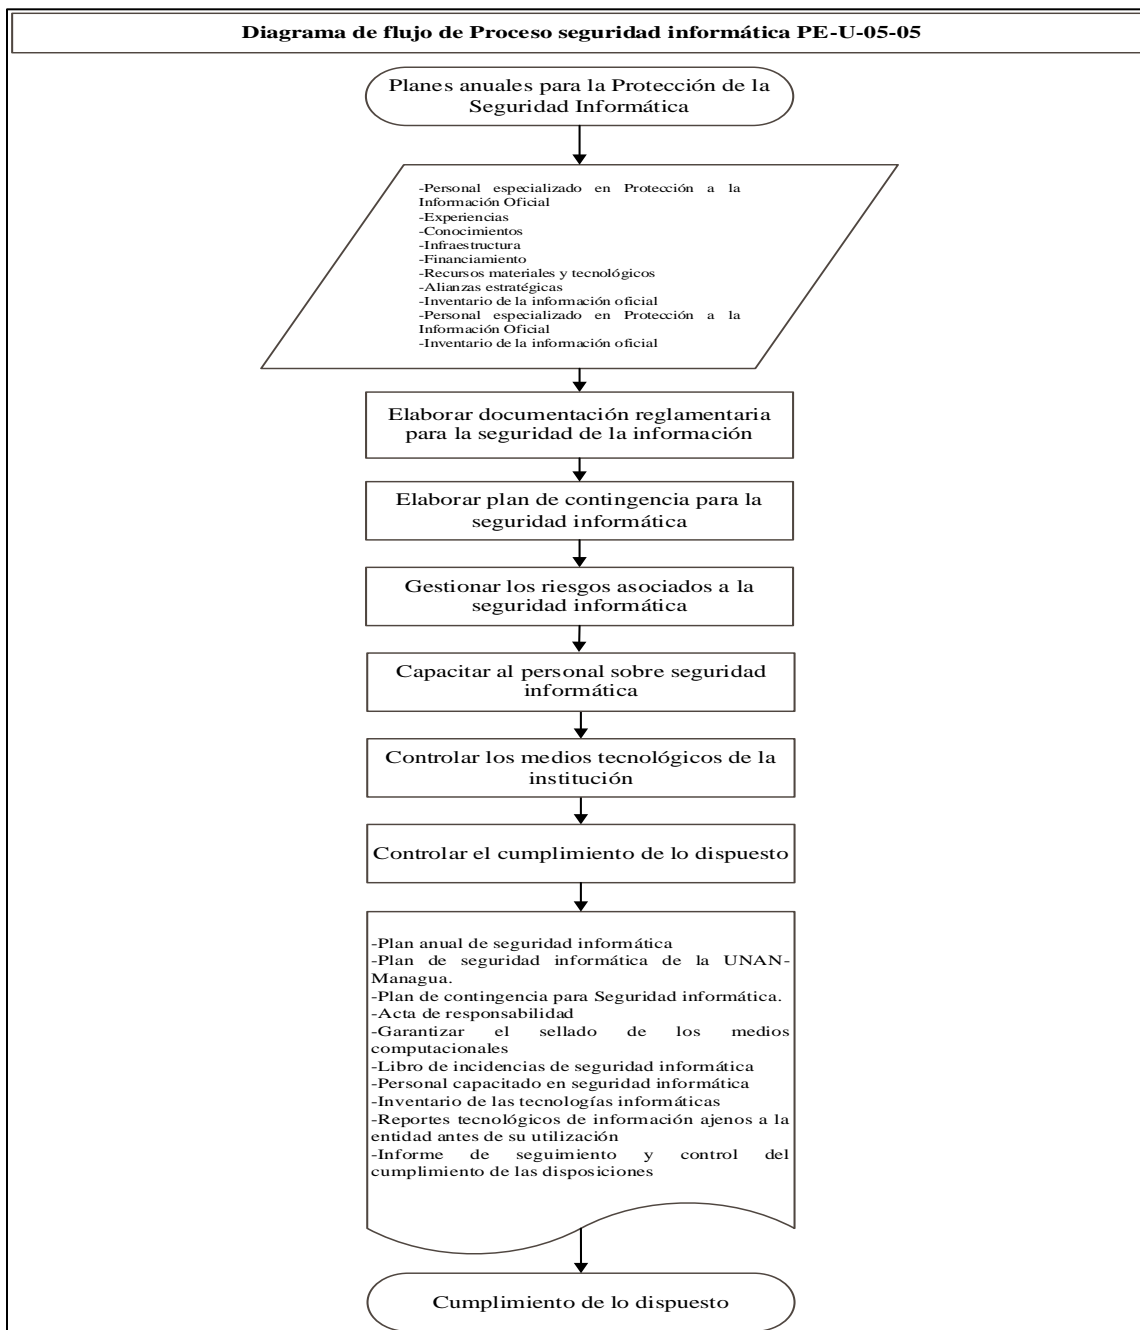 Diagrama de flujo de Proceso seguridad informática PE-U-05-05
Planes anuales para la Protección de la
Seguridad Informática
-Personal especializado en Protección a la
Información Oficial
-Experiencias
-Conocimientos
-Infraestructura
-Financiamiento
-Recursos materiales y tecnológicos
-Alianzas estratégicas
-Inventario de la información oficial
-Personal especializado en Protección a la
Información Oficial
-Inventario de la información oficial
Elaborar documentación reglamentaria
para la seguridad de la información
Elaborar plan de contingencia para la
seguridad informática
Gestionar los riesgos asociados a la
seguridad informática
Capacitar al personal sobre seguridad
informática
Controlar los medios tecnológicos de la
institución
Controlar el cumplimiento de lo dispuesto
-Plan anual de seguridad informática
-Plan de seguridad informática de la UNAN-
Managua.
-Plan de contingencia para Seguridad informática.
-Acta de responsabilidad
-Garantizar el sellado de los medios
computacionales
-Libro de incidencias de seguridad informática
-Personal capacitado en seguridad informática
-Inventario de las tecnologías informáticas
-Reportes tecnológicos de información ajenos a la
entidad antes de su utilización
-Informe de seguimiento y control del
cumplimiento de las disposiciones
Cumplimiento de lo dispuesto